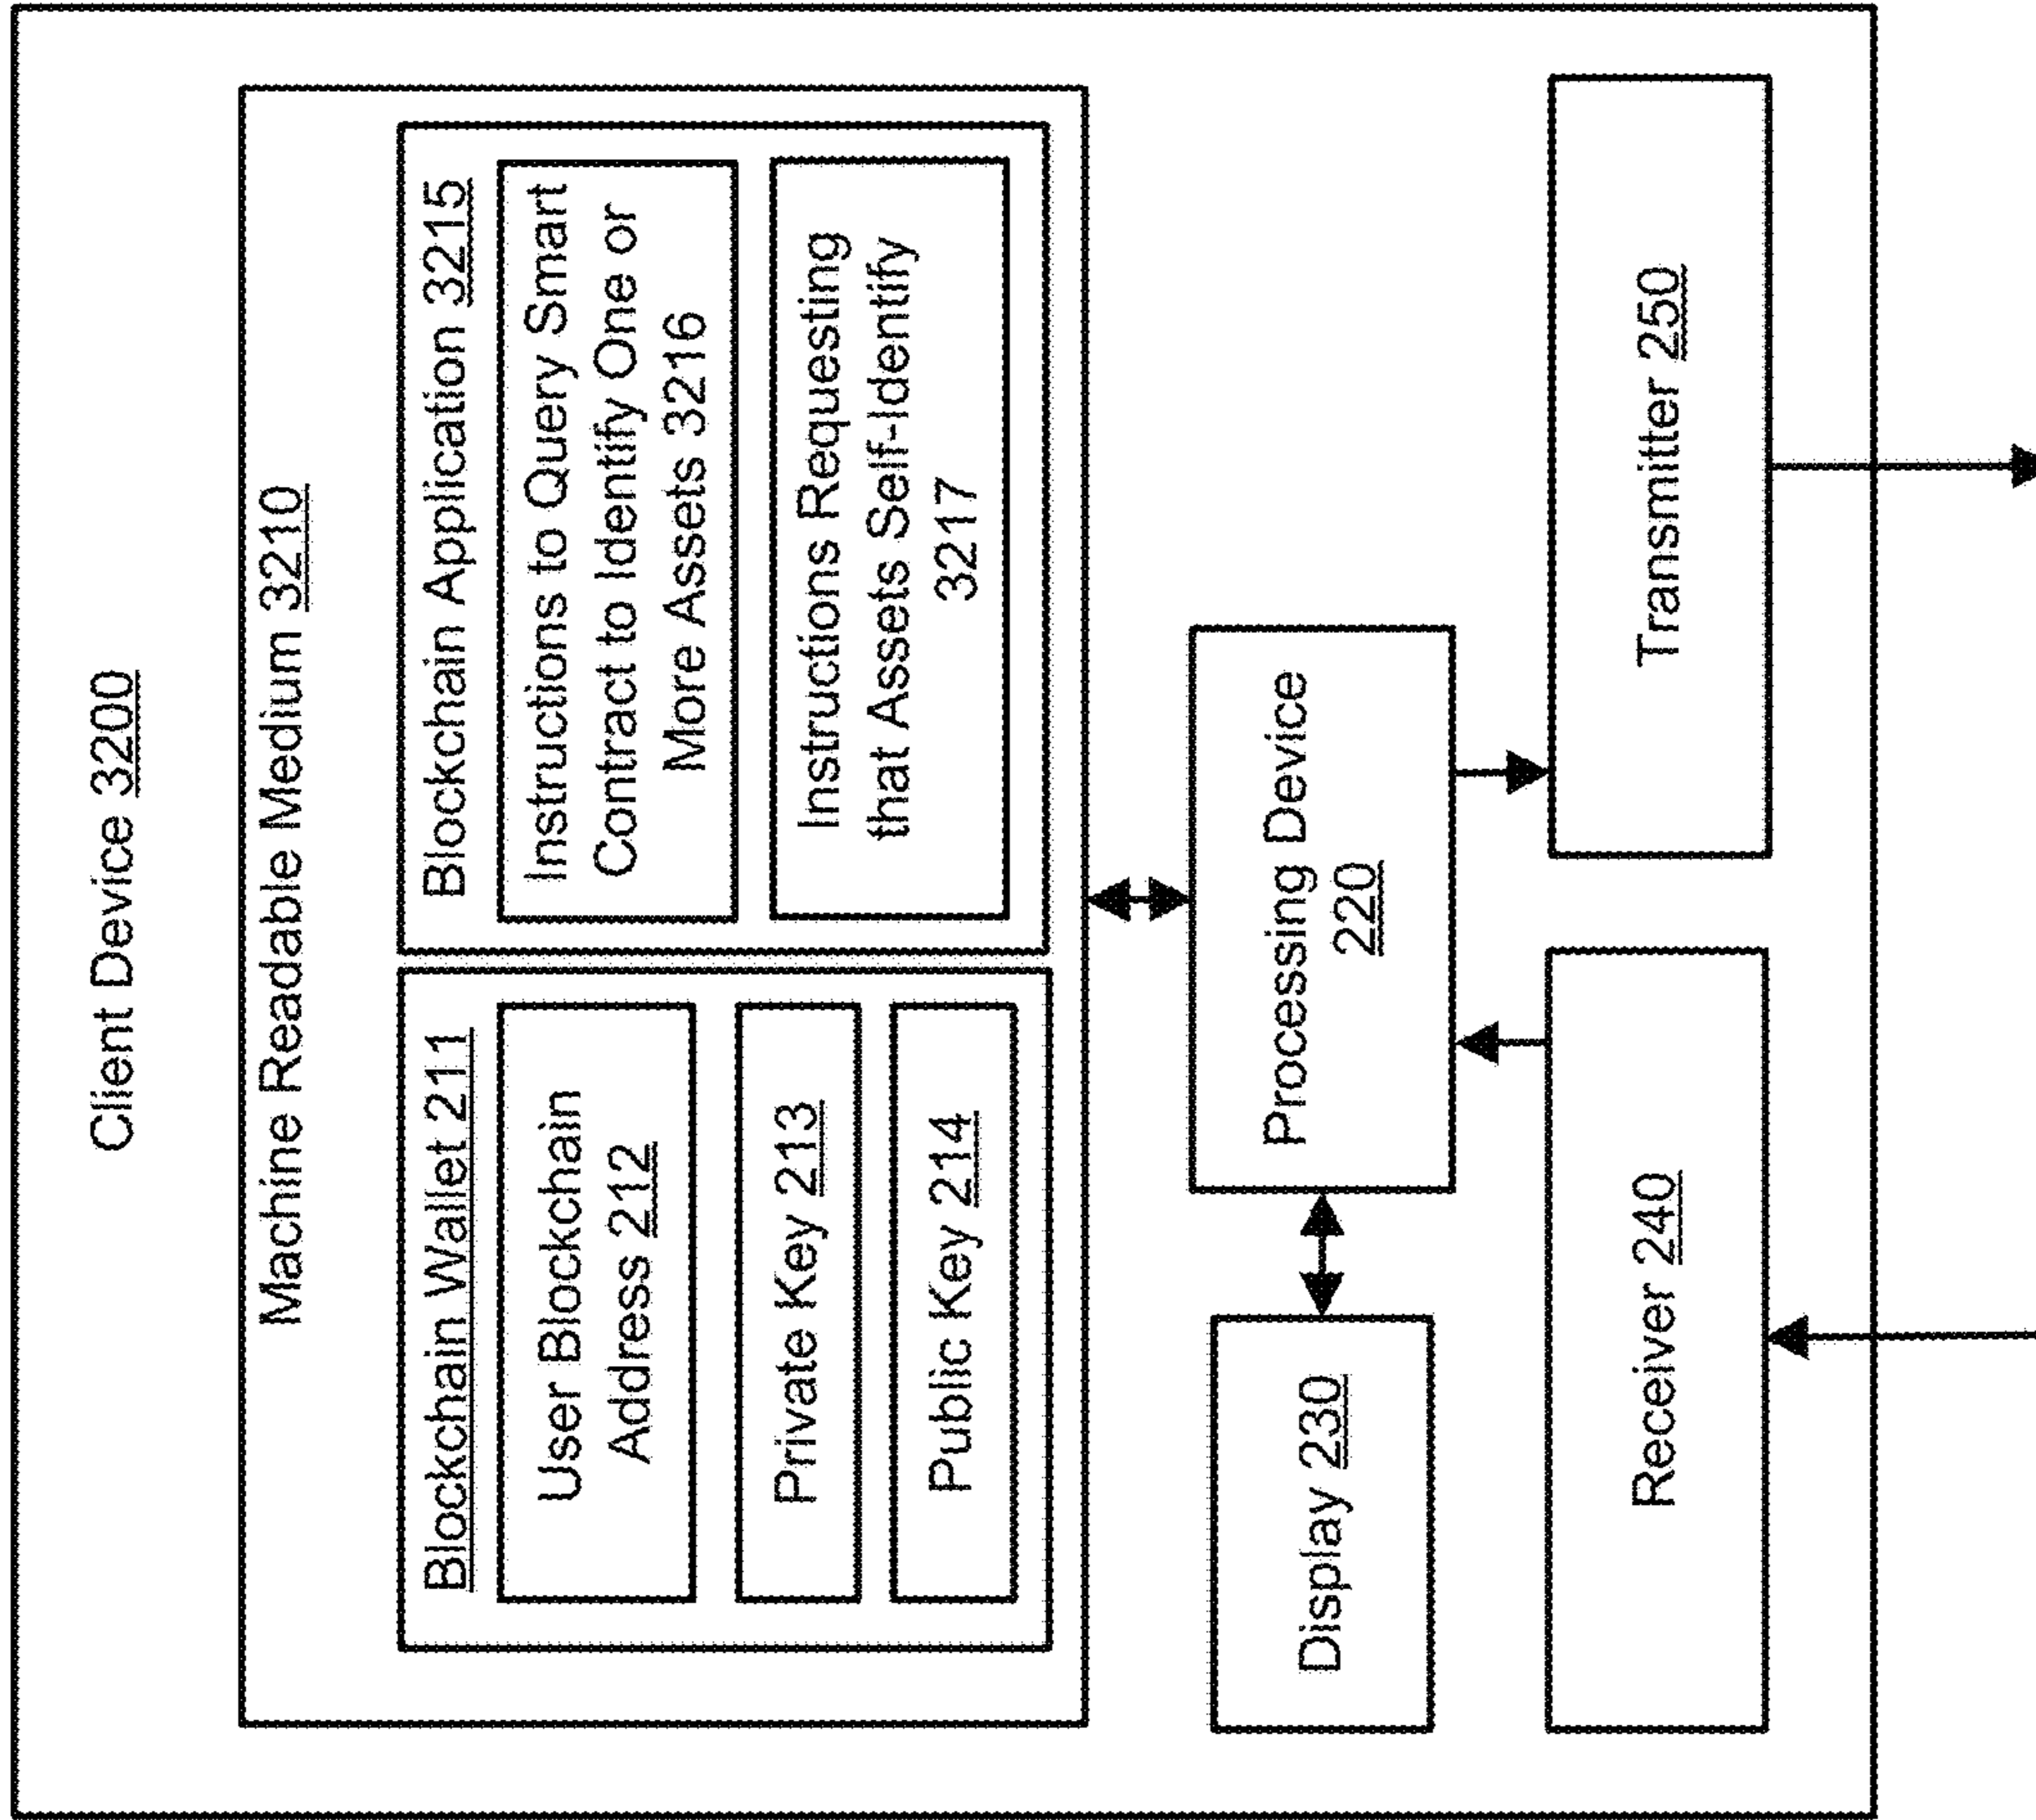 Client Device 3200
Machine Readable Medium 3210
Blockchain Wallet 211
User Blockchain
Address 212
Private Key 213
Public Key 214
Blockchain Application 3215
Instructions to Query Smart
Contract to Identify One or
More Assets 3216
Instructions Requesting
that Assets Self-Identify
3217
Display 230
Processing Device
220
Receiver 240
Transmitter 250